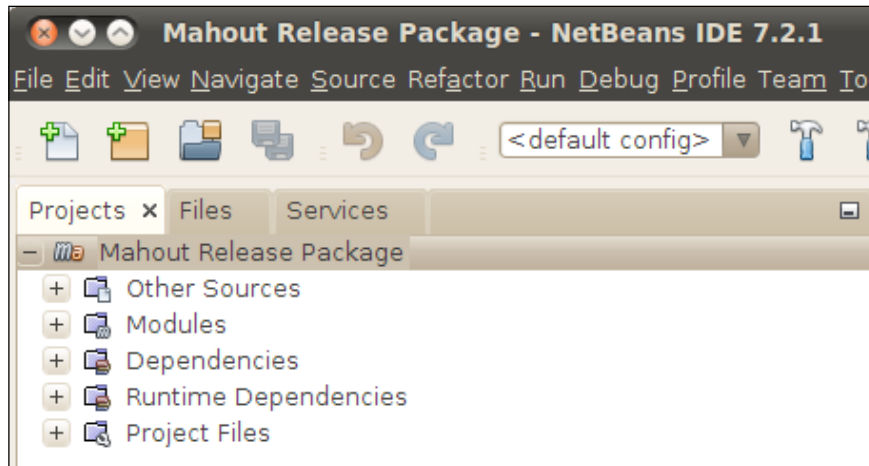 Mahout Release Package - NetBeans IDE 7.2.1
File Edit View Navigate Source Refactor Run Debug Profile Team To
<default config>
Projects x Files Services
Mahout Release Package
Other Sources
Modules
Dependencies
Runtime Dependencies
Project Files